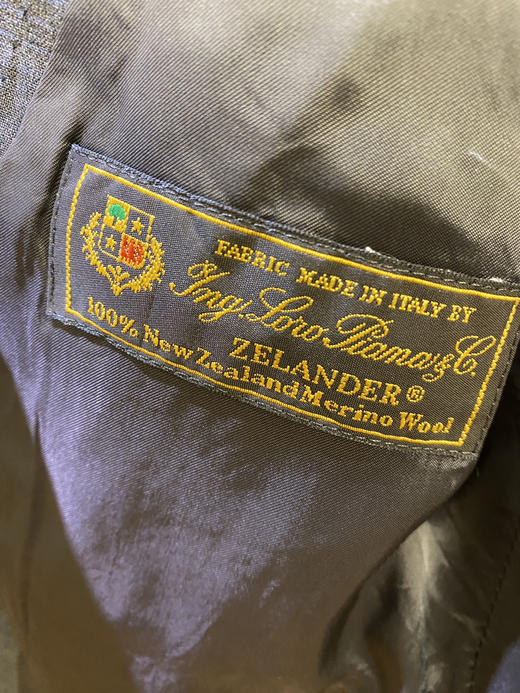 FABRIC MADE IN ITALY BY
Ing. Loro Piana & C.
ZELANDER®
100% New Zealand Merino Wool